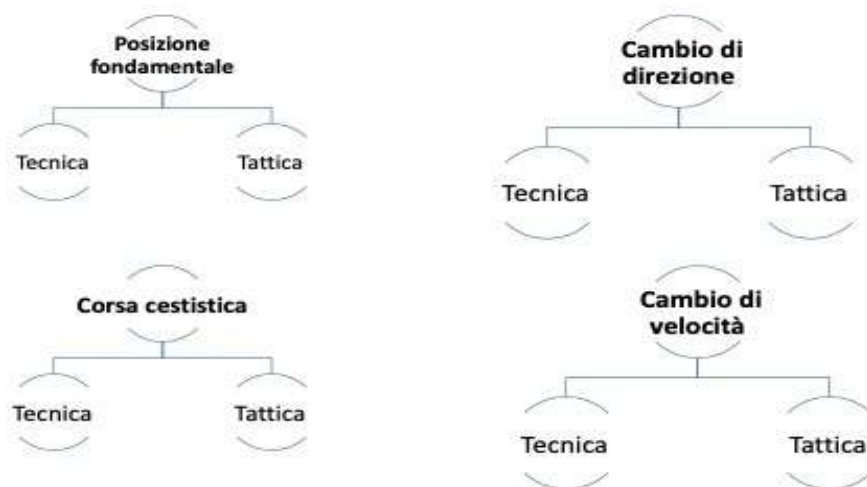 Posizione
fondamentale
Tecnica
Tattica
Cambio di
direzione
Tecnica
Tattica
Corsa cestistica
Tecnica
Tattica
Cambio di
velocità
Tecnica
Tattica